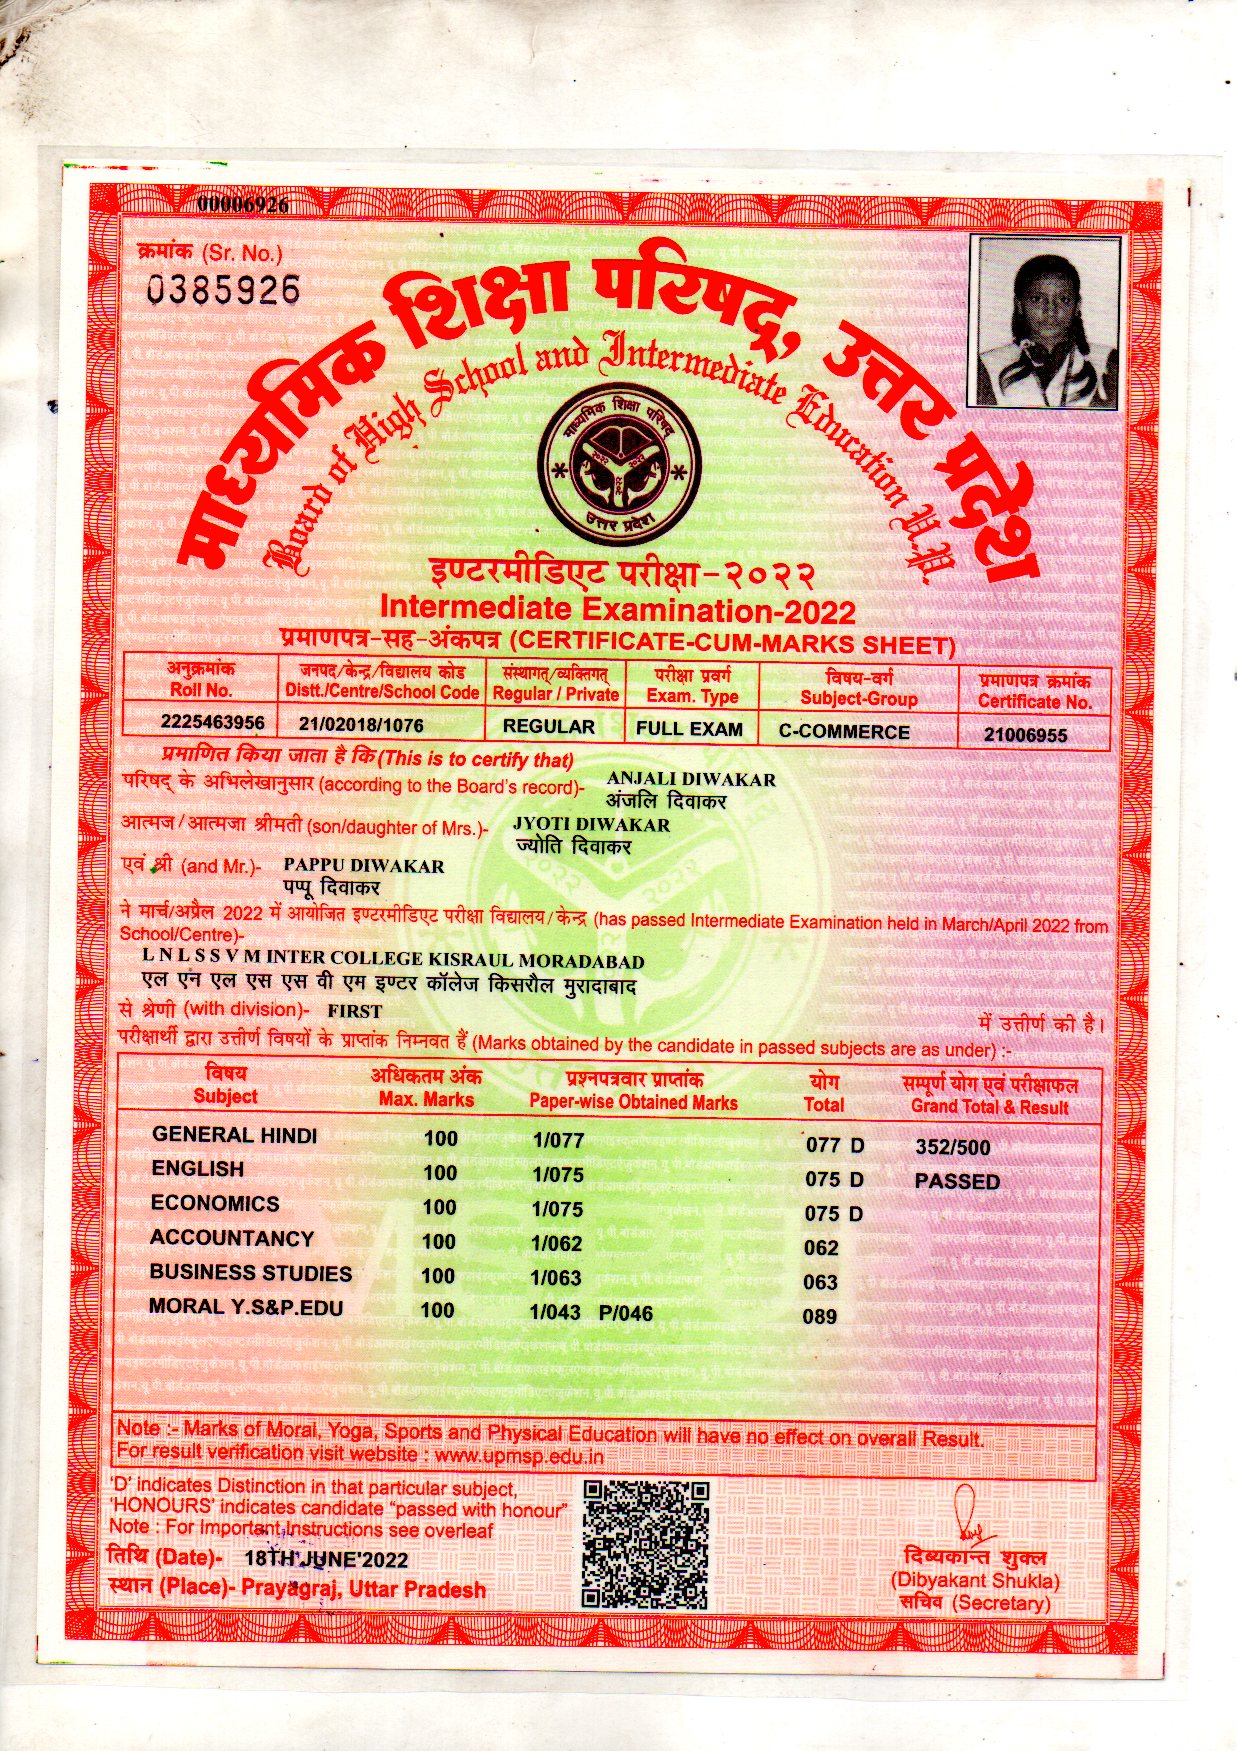 00006926
क्रमांक (Sr. No.)
0385926
माध्यमिक शिक्षा परिषद्, उत्तर प्रदेश
Board of High School and Intermediate Education U.P.
माध्यमिक शिक्षा परिषद्
उत्तर प्रदेश
इण्टरमीडिएट परीक्षा-२०२२
Intermediate Examination-2022
प्रमाणपत्र-सह-अंकपत्र (CERTIFICATE-CUM-MARKS SHEET)
अनुक्रमांक जनपद/केन्द्र/विद्यालय कोड संस्थागत्/व्यक्तिगत् परीक्षा प्रवर्ग विषय-वर्ग प्रमाणपत्र क्रमांक
Roll No. Distt./Centre/School Code Regular / Private Exam. Type Subject-Group Certificate No.
2225463956 21/02018/1076 REGULAR FULL EXAM C-COMMERCE 21006955
प्रमाणित किया जाता है कि (This is to certify that)
परिषद् के अभिलेखानुसार (according to the Board's record)- ANJALI DIWAKAR
अंजलि दिवाकर
आत्मज/आत्मजा श्रीमती (son/daughter of Mrs.)- JYOTI DIWAKAR
ज्योति दिवाकर
एवं श्री (and Mr.)- PAPPU DIWAKAR
पप्पू दिवाकर
ने मार्च/अप्रैल 2022 में आयोजित इण्टरमीडिएट परीक्षा विद्यालय/केन्द्र (has passed Intermediate Examination held in March/April 2022 from
School/Centre)-
L N L S S V M INTER COLLEGE KISRAUL MORADABAD
एल एन एल एस एस वी एम इण्टर कॉलेज किसरौल मुरादाबाद
से श्रेणी (with division)- FIRST में उत्तीर्ण की है।
परीक्षार्थी द्वारा उत्तीर्ण विषयों के प्राप्तांक निम्नवत हैं (Marks obtained by the candidate in passed subjects are as under) :-
विषय अधिकतम अंक प्रश्नपत्रवार प्राप्तांक योग सम्पूर्ण योग एवं परीक्षाफल
Subject Max. Marks Paper-wise Obtained Marks Total Grand Total & Result
GENERAL HINDI 100 1/077 077 D 352/500
ENGLISH 100 1/075 075 D PASSED
ECONOMICS 100 1/075 075 D
ACCOUNTANCY 100 1/062 062
BUSINESS STUDIES 100 1/063 063
MORAL Y.S&P.EDU 100 1/043 P/046 089
Note :- Marks of Moral, Yoga, Sports and Physical Education will have no effect on overall Result.
For result verification visit website : www.upmsp.edu.in
'D' indicates Distinction in that particular subject,
'HONOURS' indicates candidate "passed with honour"
Note : For Important Instructions see overleaf
तिथि (Date)- 18TH'JUNE'2022
स्थान (Place)- Prayagraj, Uttar Pradesh
दिब्यकान्त शुक्ल
(Dibyakant Shukla)
सचिव (Secretary)